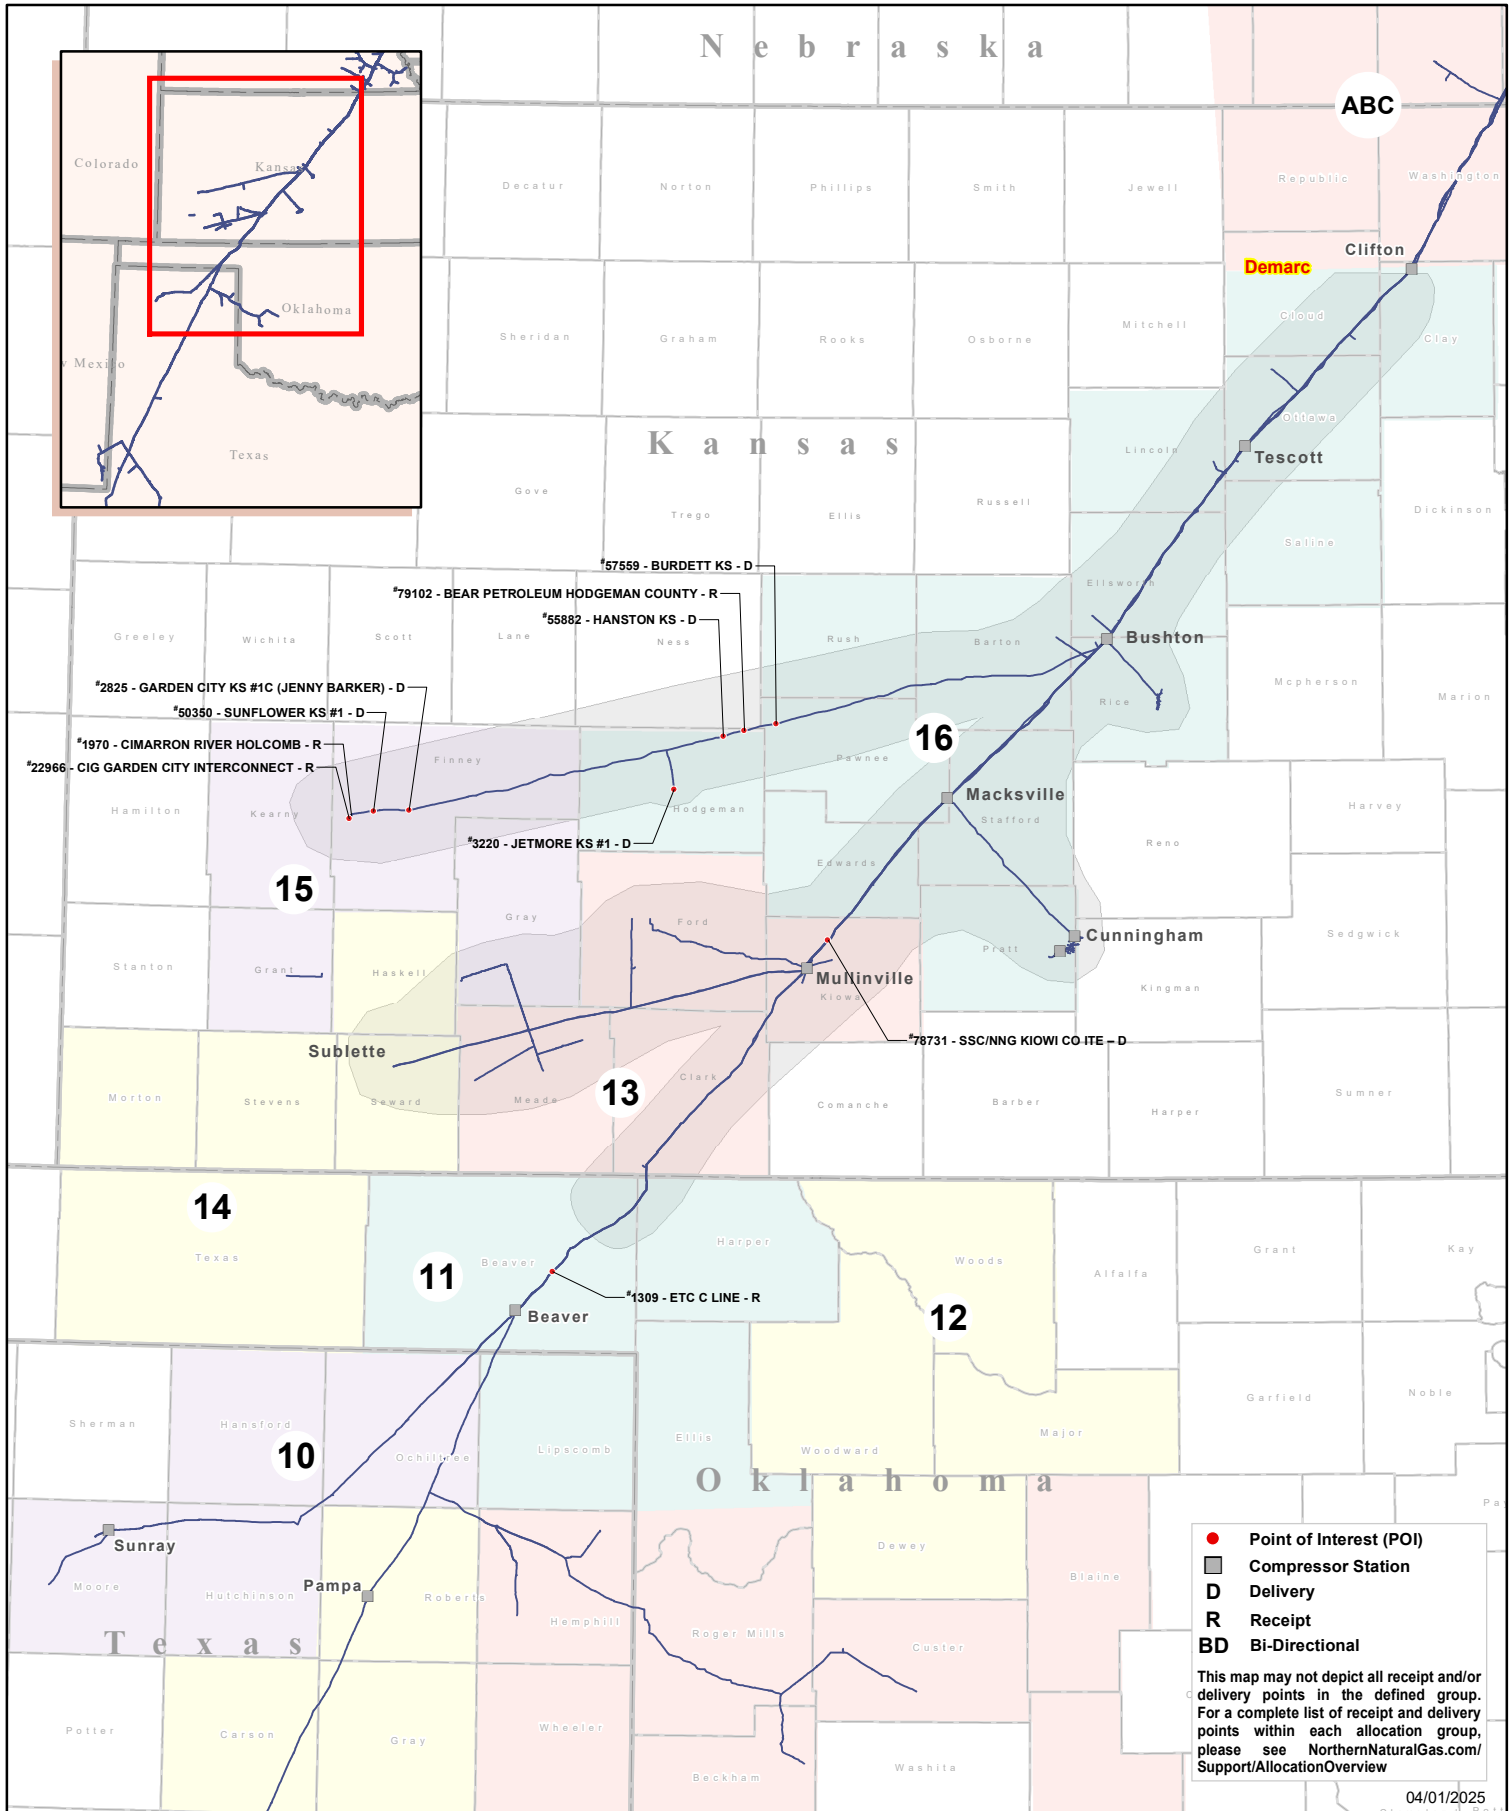 Nebraska
ABC
Colorado
Kansas
Oklahoma
w Mexico
Texas
Decatur
Norton
Phillips
Smith
Jewell
Republic
Washington
Clifton
Demarc
Sheridan
Graham
Rooks
Osborne
Mitchell
Cloud
Clay
Kansas
Gove
Trego
Ellis
Russell
Lincoln
Ottawa
Tescott
Dickinson
Saline
#57559 - BURDETT KS - D
#79102 - BEAR PETROLEUM HODGEMAN COUNTY - R
#55882 - HANSTON KS - D
Ellsworth
Greeley
Wichita
Scott
Lane
Ness
Rush
Barton
Bushton
Mcpherson
Marion
Rice
#2825 - GARDEN CITY KS #1C (JENNY BARKER) - D
#50350 - SUNFLOWER KS #1 - D
#1970 - CIMARRON RIVER HOLCOMB - R
#22966 - CIG GARDEN CITY INTERCONNECT - R
Finney
16
Pawnee
Hamilton
Kearny
Hodgeman
Macksville
Stafford
Harvey
Reno
#3220 - JETMORE KS #1 - D
15
Edwards
Gray
Ford
Stanton
Grant
Haskell
Pratt
Cunningham
Sedgwick
Mullinville
Kiowa
Kingman
#78731 - SSC/NNG KIOWI CO ITE – D
Sublette
13
Clark
Morton
Stevens
Seward
Meade
Comanche
Barber
Harper
Sumner
14
Texas
11
Beaver
Harper
Woods
Alfalfa
Grant
Kay
#1309 - ETC C LINE - R
Beaver
12
Sherman
Hansford
10
Ochiltree
Lipscomb
Ellis
Woodward
Major
Garfield
Noble
Oklahoma
Sunray
Moore
Hutchinson
Pampa
Roberts
Hemphill
Roger Mills
Dewey
Blaine
Custer
Texas
Potter
Carson
Gray
Wheeler
Beckham
Washita
Point of Interest (POI)
Compressor Station
D Delivery
R Receipt
BD Bi-Directional
This map may not depict all receipt and/or
delivery points in the defined group.
For a complete list of receipt and delivery
points within each allocation group,
please see NorthernNaturalGas.com/
Support/AllocationOverview
04/01/2025